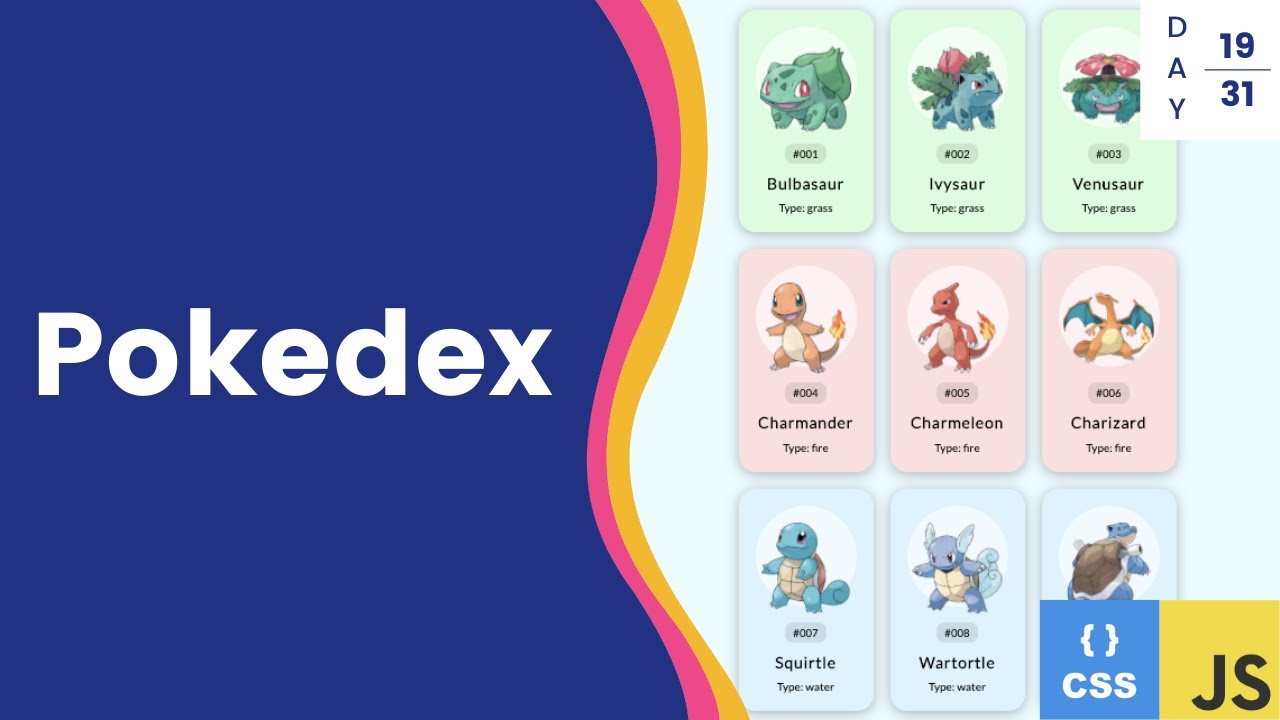 Pokedex
#001
Bulbasaur
Type: grass
#002
Ivysaur
Type: grass
#003
Venusaur
Type: grass
#004
Charmander
Type: fire
#005
Charmeleon
Type: fire
#006
Charizard
Type: fire
#007
Squirtle
Type: water
#008
Wartortle
Type: water
DAY
19
31
{ }
CSS
JS